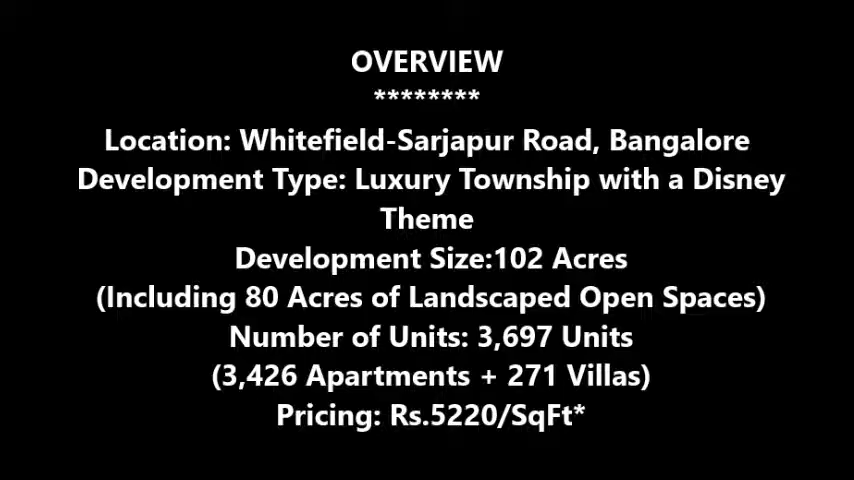 OVERVIEW
********
Location: Whitefield-Sarjapur Road, Bangalore
Development Type: Luxury Township with a Disney
Theme
Development Size:102 Acres
(Including 80 Acres of Landscaped Open Spaces)
Number of Units: 3,697 Units
(3,426 Apartments + 271 Villas)
Pricing: Rs.5220/SqFt*